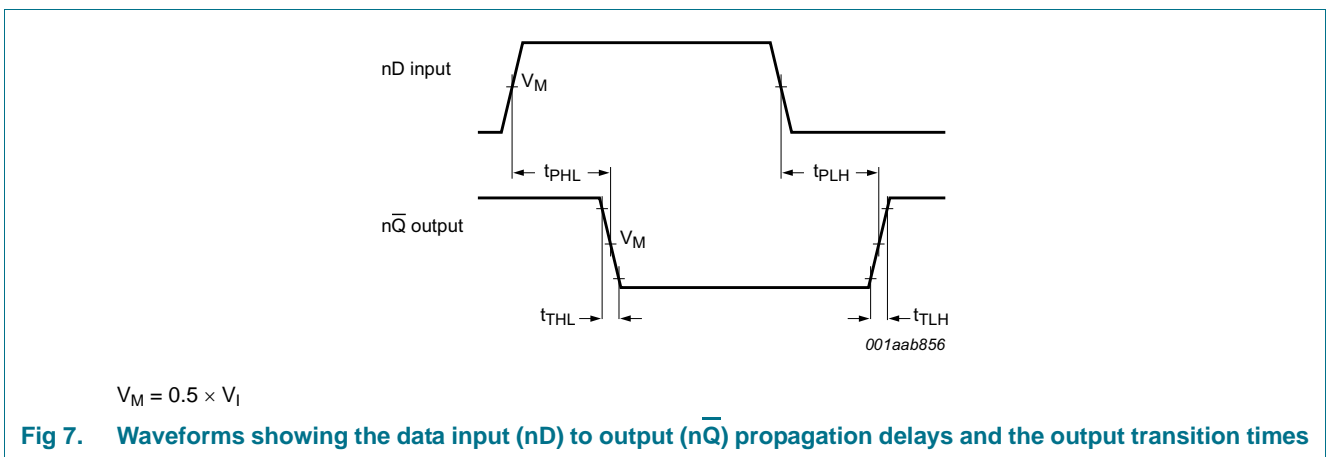 nD input
V_M
t_PHL
t_PLH
nQ̅ output
V_M
t_THL
t_TLH
001aab856
V_M = 0.5 × V_I
Fig 7. Waveforms showing the data input (nD) to output (nQ̅) propagation delays and the output transition times